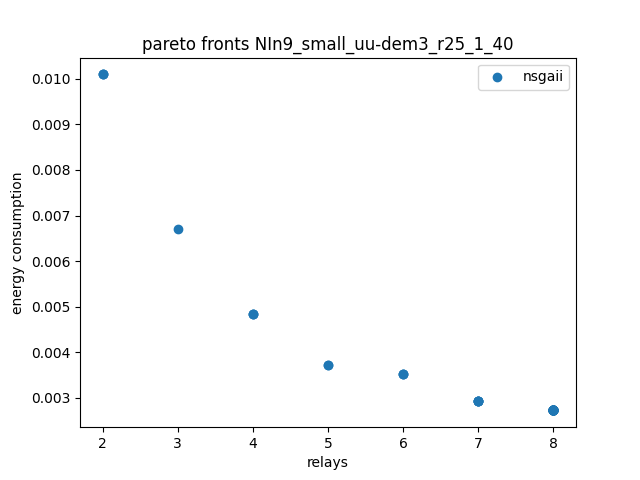 pareto fronts NIn9_small_uu-dem3_r25_1_40
nsgaii
0.010
0.009
0.008
0.007
0.006
0.005
0.004
0.003
energy consumption
2 3 4 5 6 7 8
relays